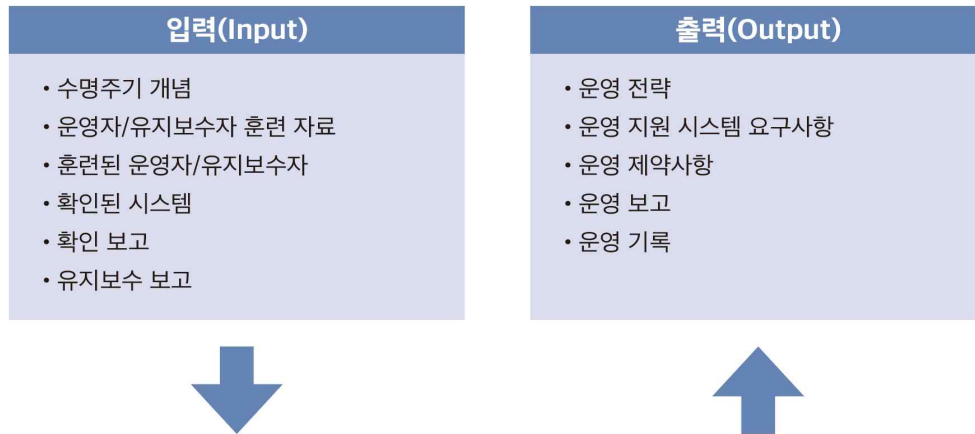 입력(Input)
• 수명주기 개념
• 운영자/유지보수자 훈련 자료
• 훈련된 운영자/유지보수자
• 확인된 시스템
• 확인 보고
• 유지보수 보고
출력(Output)
• 운영 전략
• 운영 지원 시스템 요구사항
• 운영 제약사항
• 운영 보고
• 운영 기록